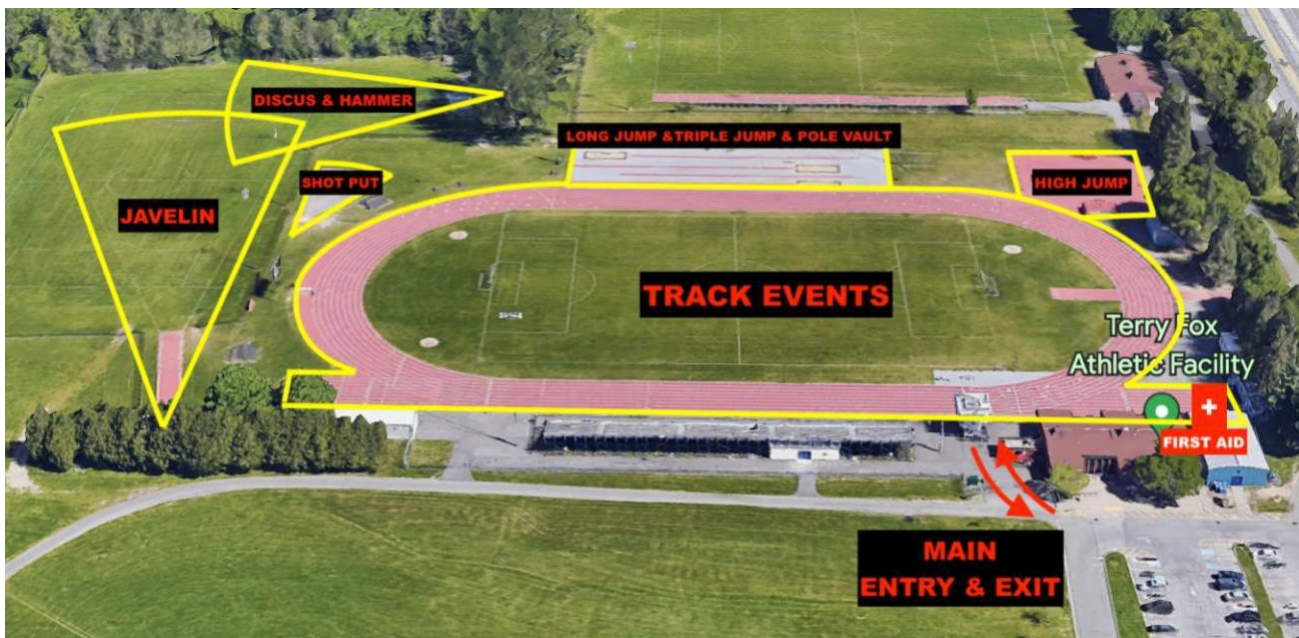 DISCUS & HAMMER
LONG JUMP &TRIPLE JUMP & POLE VAULT
SHOT PUT
HIGH JUMP
JAVELIN
TRACK EVENTS
Terry Fox
Athletic Facility
FIRST AID
MAIN
ENTRY & EXIT